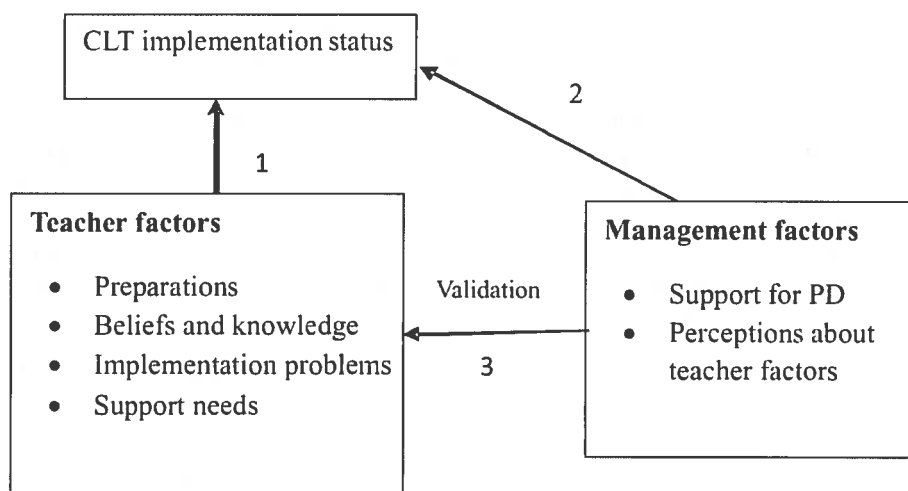 CLT implementation status
2
1
Teacher factors
• Preparations
• Beliefs and knowledge
• Implementation problems
• Support needs
Validation
3
Management factors
• Support for PD
• Perceptions about
teacher factors